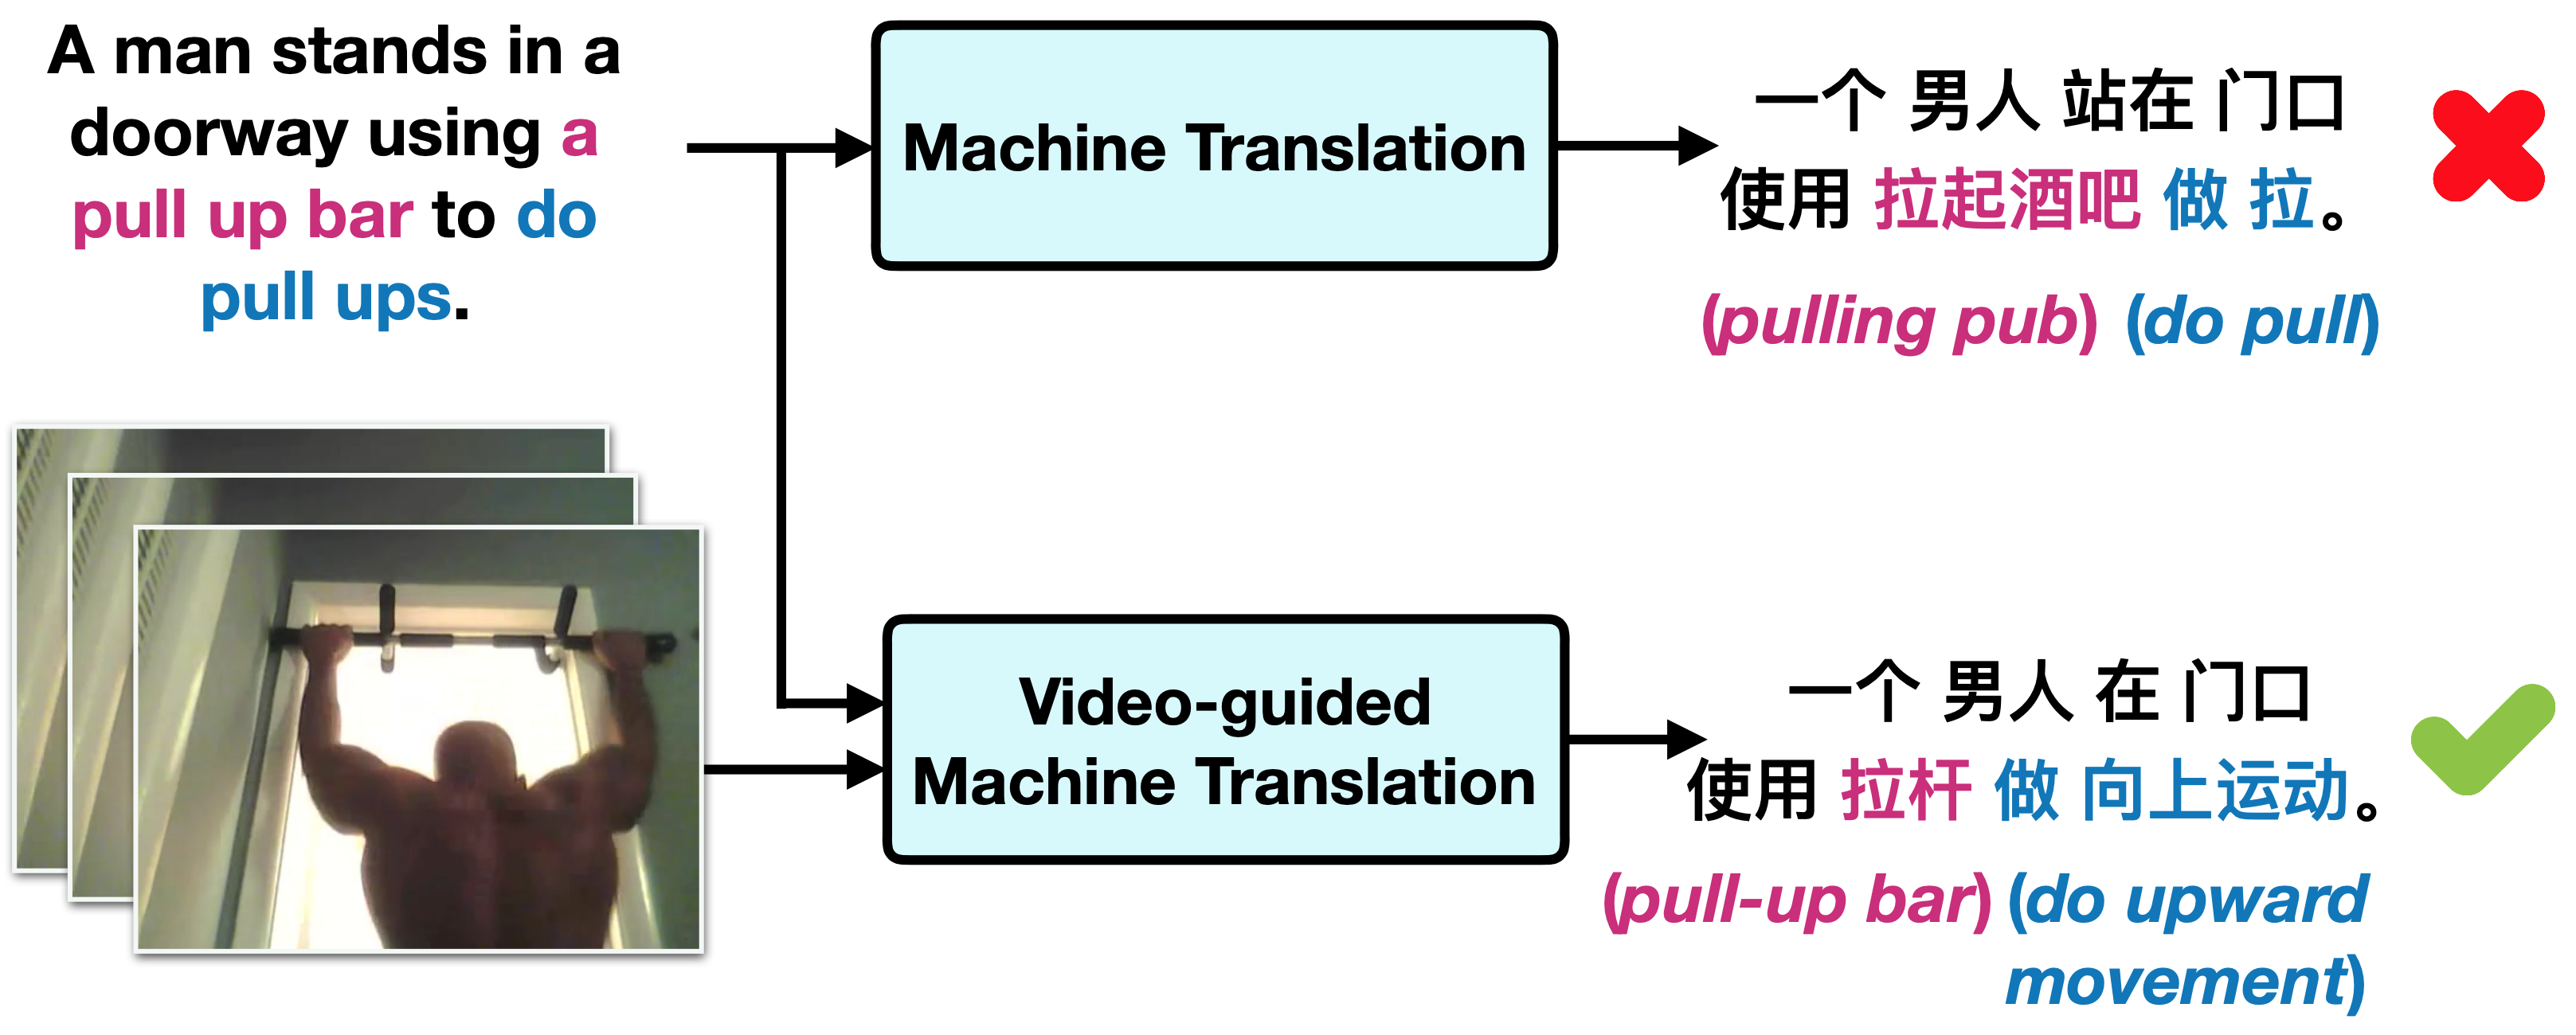 A man stands in a
doorway using a
pull up bar to do
pull ups.
Machine Translation
一个 男人 站在 门口
使用 拉起酒吧 做 拉。
(pulling pub) (do pull)
Video-guided
Machine Translation
一个 男人 在 门口
使用 拉杆 做 向上运动。
(pull-up bar) (do upward
movement)